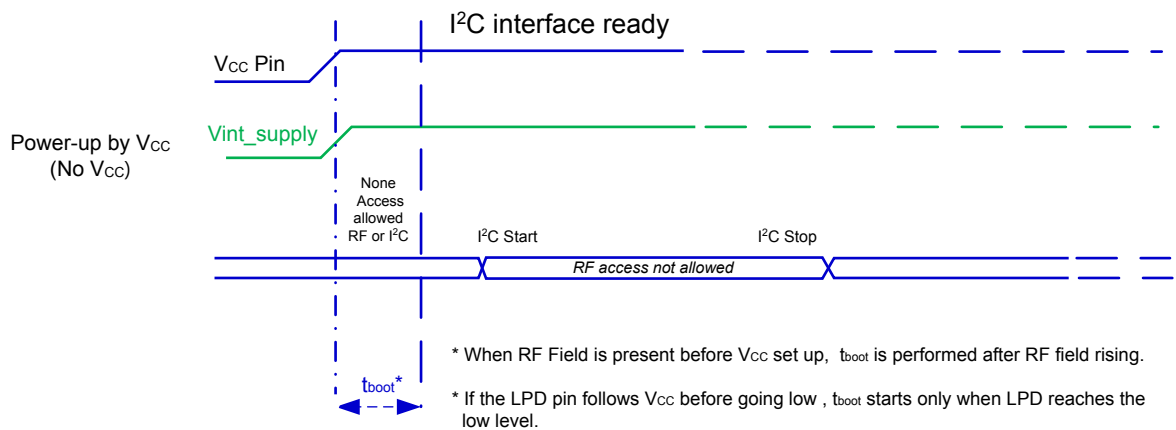 I²C interface ready
VCC Pin
Vint_supply
Power-up by VCC
(No VCC)
None
Access
allowed
RF or I²C
I²C Start
I²C Stop
RF access not allowed
* When RF Field is present before VCC set up, tboot is performed after RF field rising.
tboot*
* If the LPD pin follows VCC before going low , tboot starts only when LPD reaches the
low level.